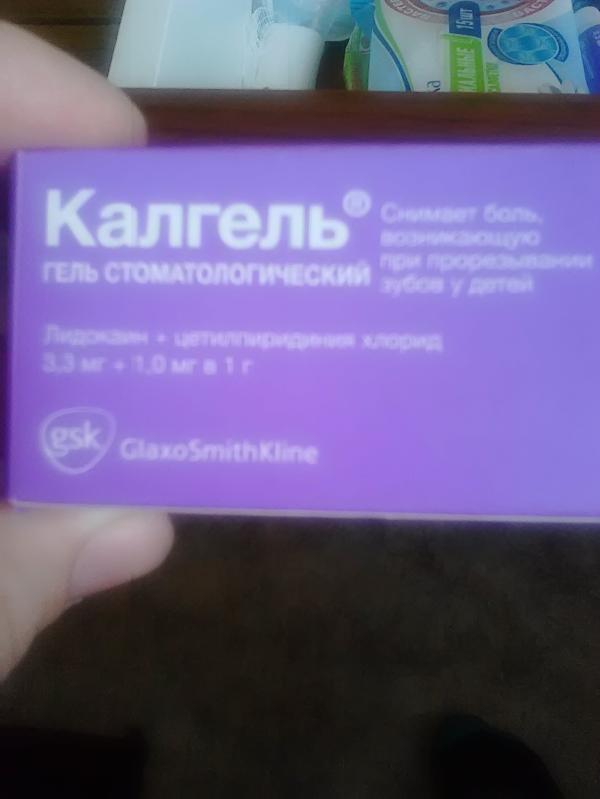 15шт
Калгель®
ГЕЛЬ СТОМАТОЛОГИЧЕСКИЙ
Снимает боль,
возникающую
при прорезывании
зубов у детей
Лидокаин + цетилпиридиния хлорид
3,3 мг + 1,0 мг в 1 г
gsk GlaxoSmithKline